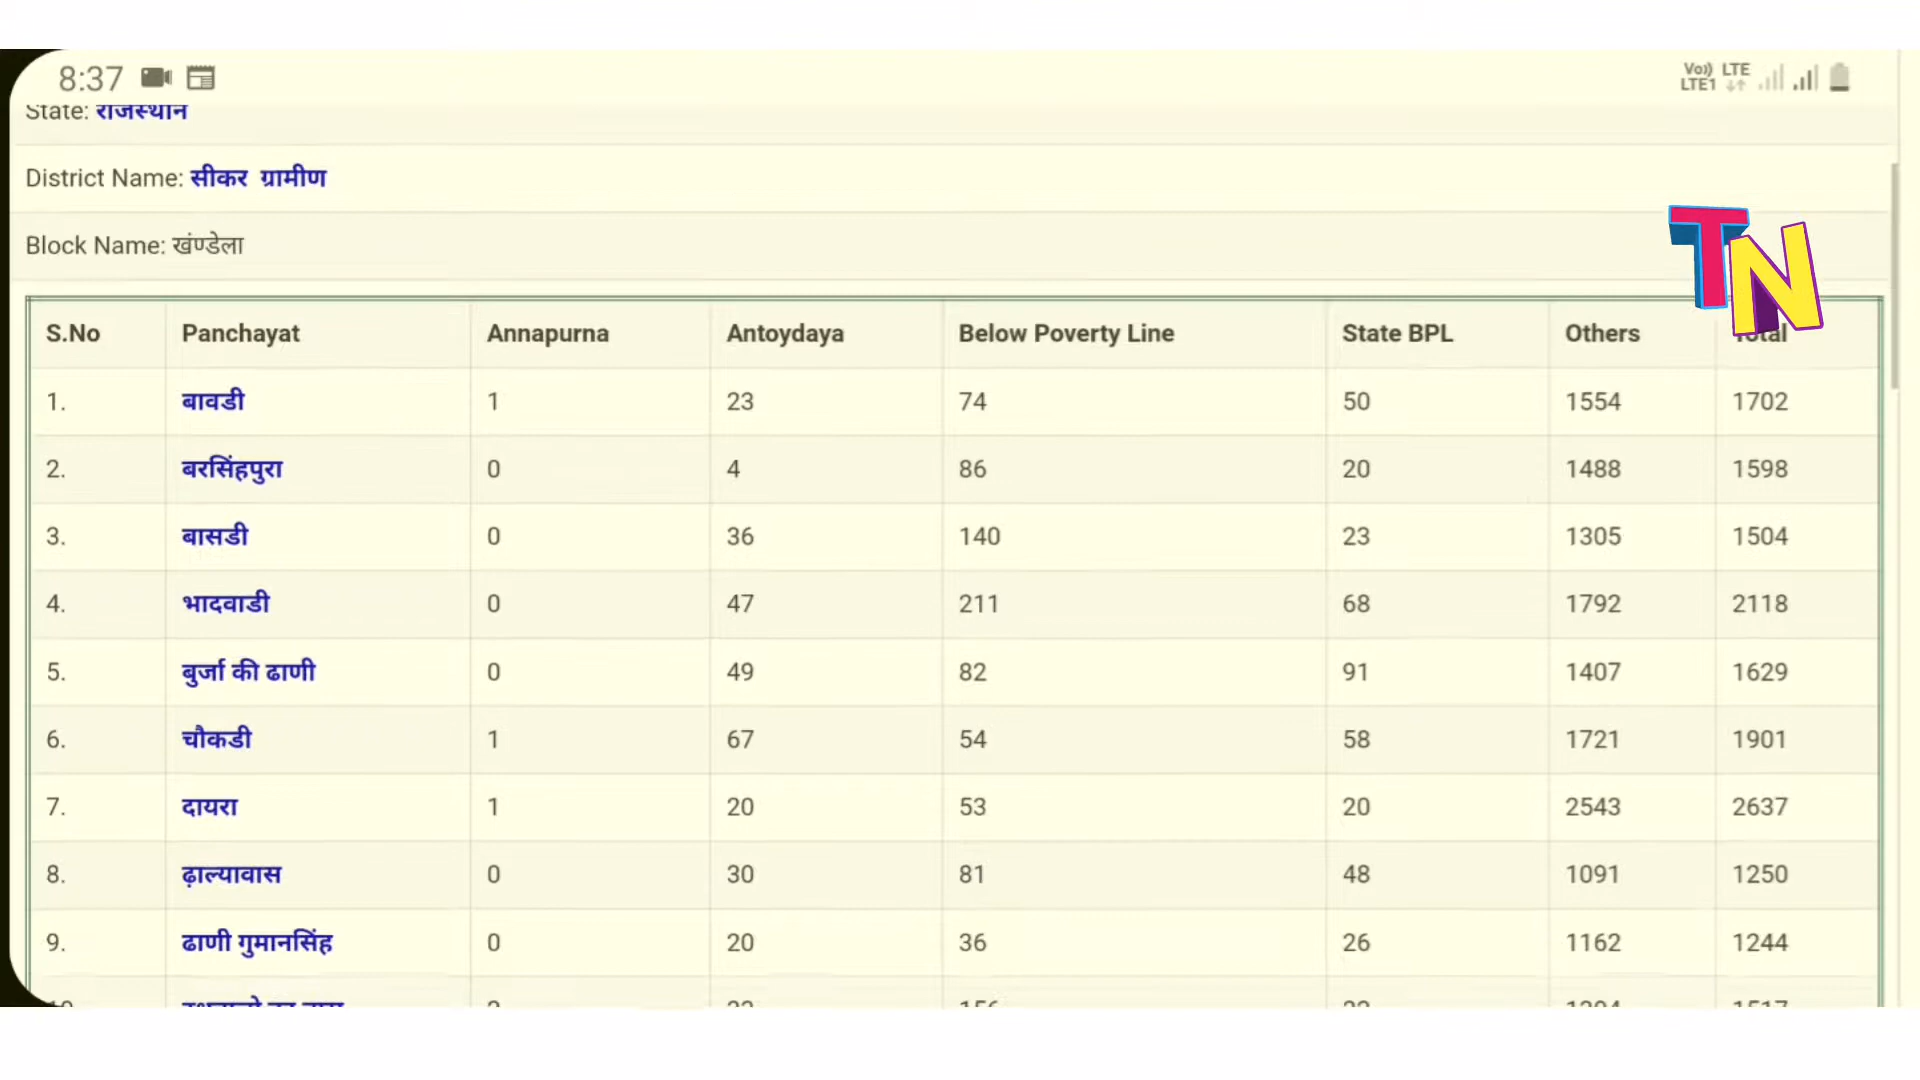 8:37 Vo)) LTE
LTE1
State: राजस्थान
District Name: सीकर ग्रामीण
Block Name: खंण्डेला
TN
S.No Panchayat Annapurna Antoydaya Below Poverty Line State BPL Others Total
1. बावडी 1 23 74 50 1554 1702
2. बरसिंहपुरा 0 4 86 20 1488 1598
3. बासडी 0 36 140 23 1305 1504
4. भादवाडी 0 47 211 68 1792 2118
5. बुर्जा की ढाणी 0 49 82 91 1407 1629
6. चौकडी 1 67 54 58 1721 1901
7. दायरा 1 20 53 20 2543 2637
8. ढ़ाल्यावास 0 30 81 48 1091 1250
9. ढाणी गुमानसिंह 0 20 36 26 1162 1244